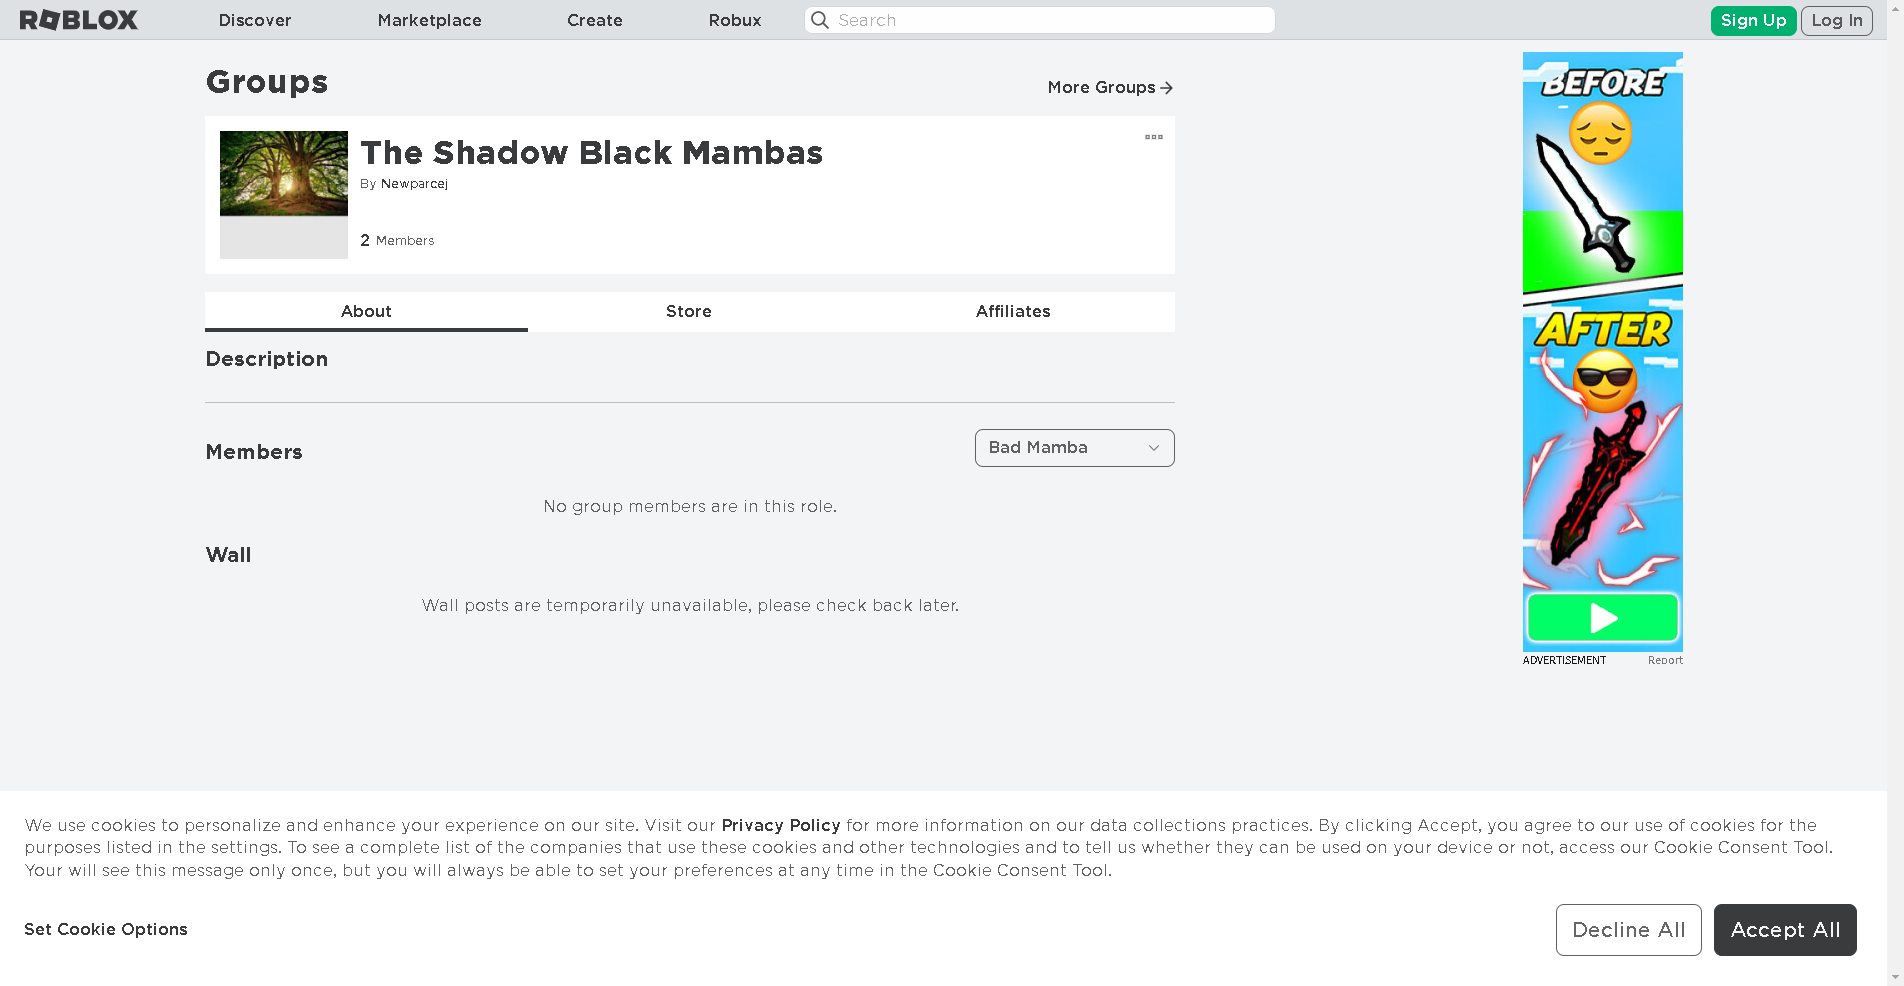 ROBLOX Discover Marketplace Create Robux Search Sign Up Log In
Groups
More Groups
The Shadow Black Mambas
By Newparcej
2 Members
About Store Affiliates
Description
Members
Bad Mamba
No group members are in this role.
Wall
Wall posts are temporarily unavailable, please check back later.
BEFORE
AFTER
ADVERTISEMENT Report
We use cookies to personalize and enhance your experience on our site. Visit our Privacy Policy for more information on our data collections practices. By clicking Accept, you agree to our use of cookies for the
purposes listed in the settings. To see a complete list of the companies that use these cookies and other technologies and to tell us whether they can be used on your device or not, access our Cookie Consent Tool.
Your will see this message only once, but you will always be able to set your preferences at any time in the Cookie Consent Tool.
Set Cookie Options
Decline All
Accept All